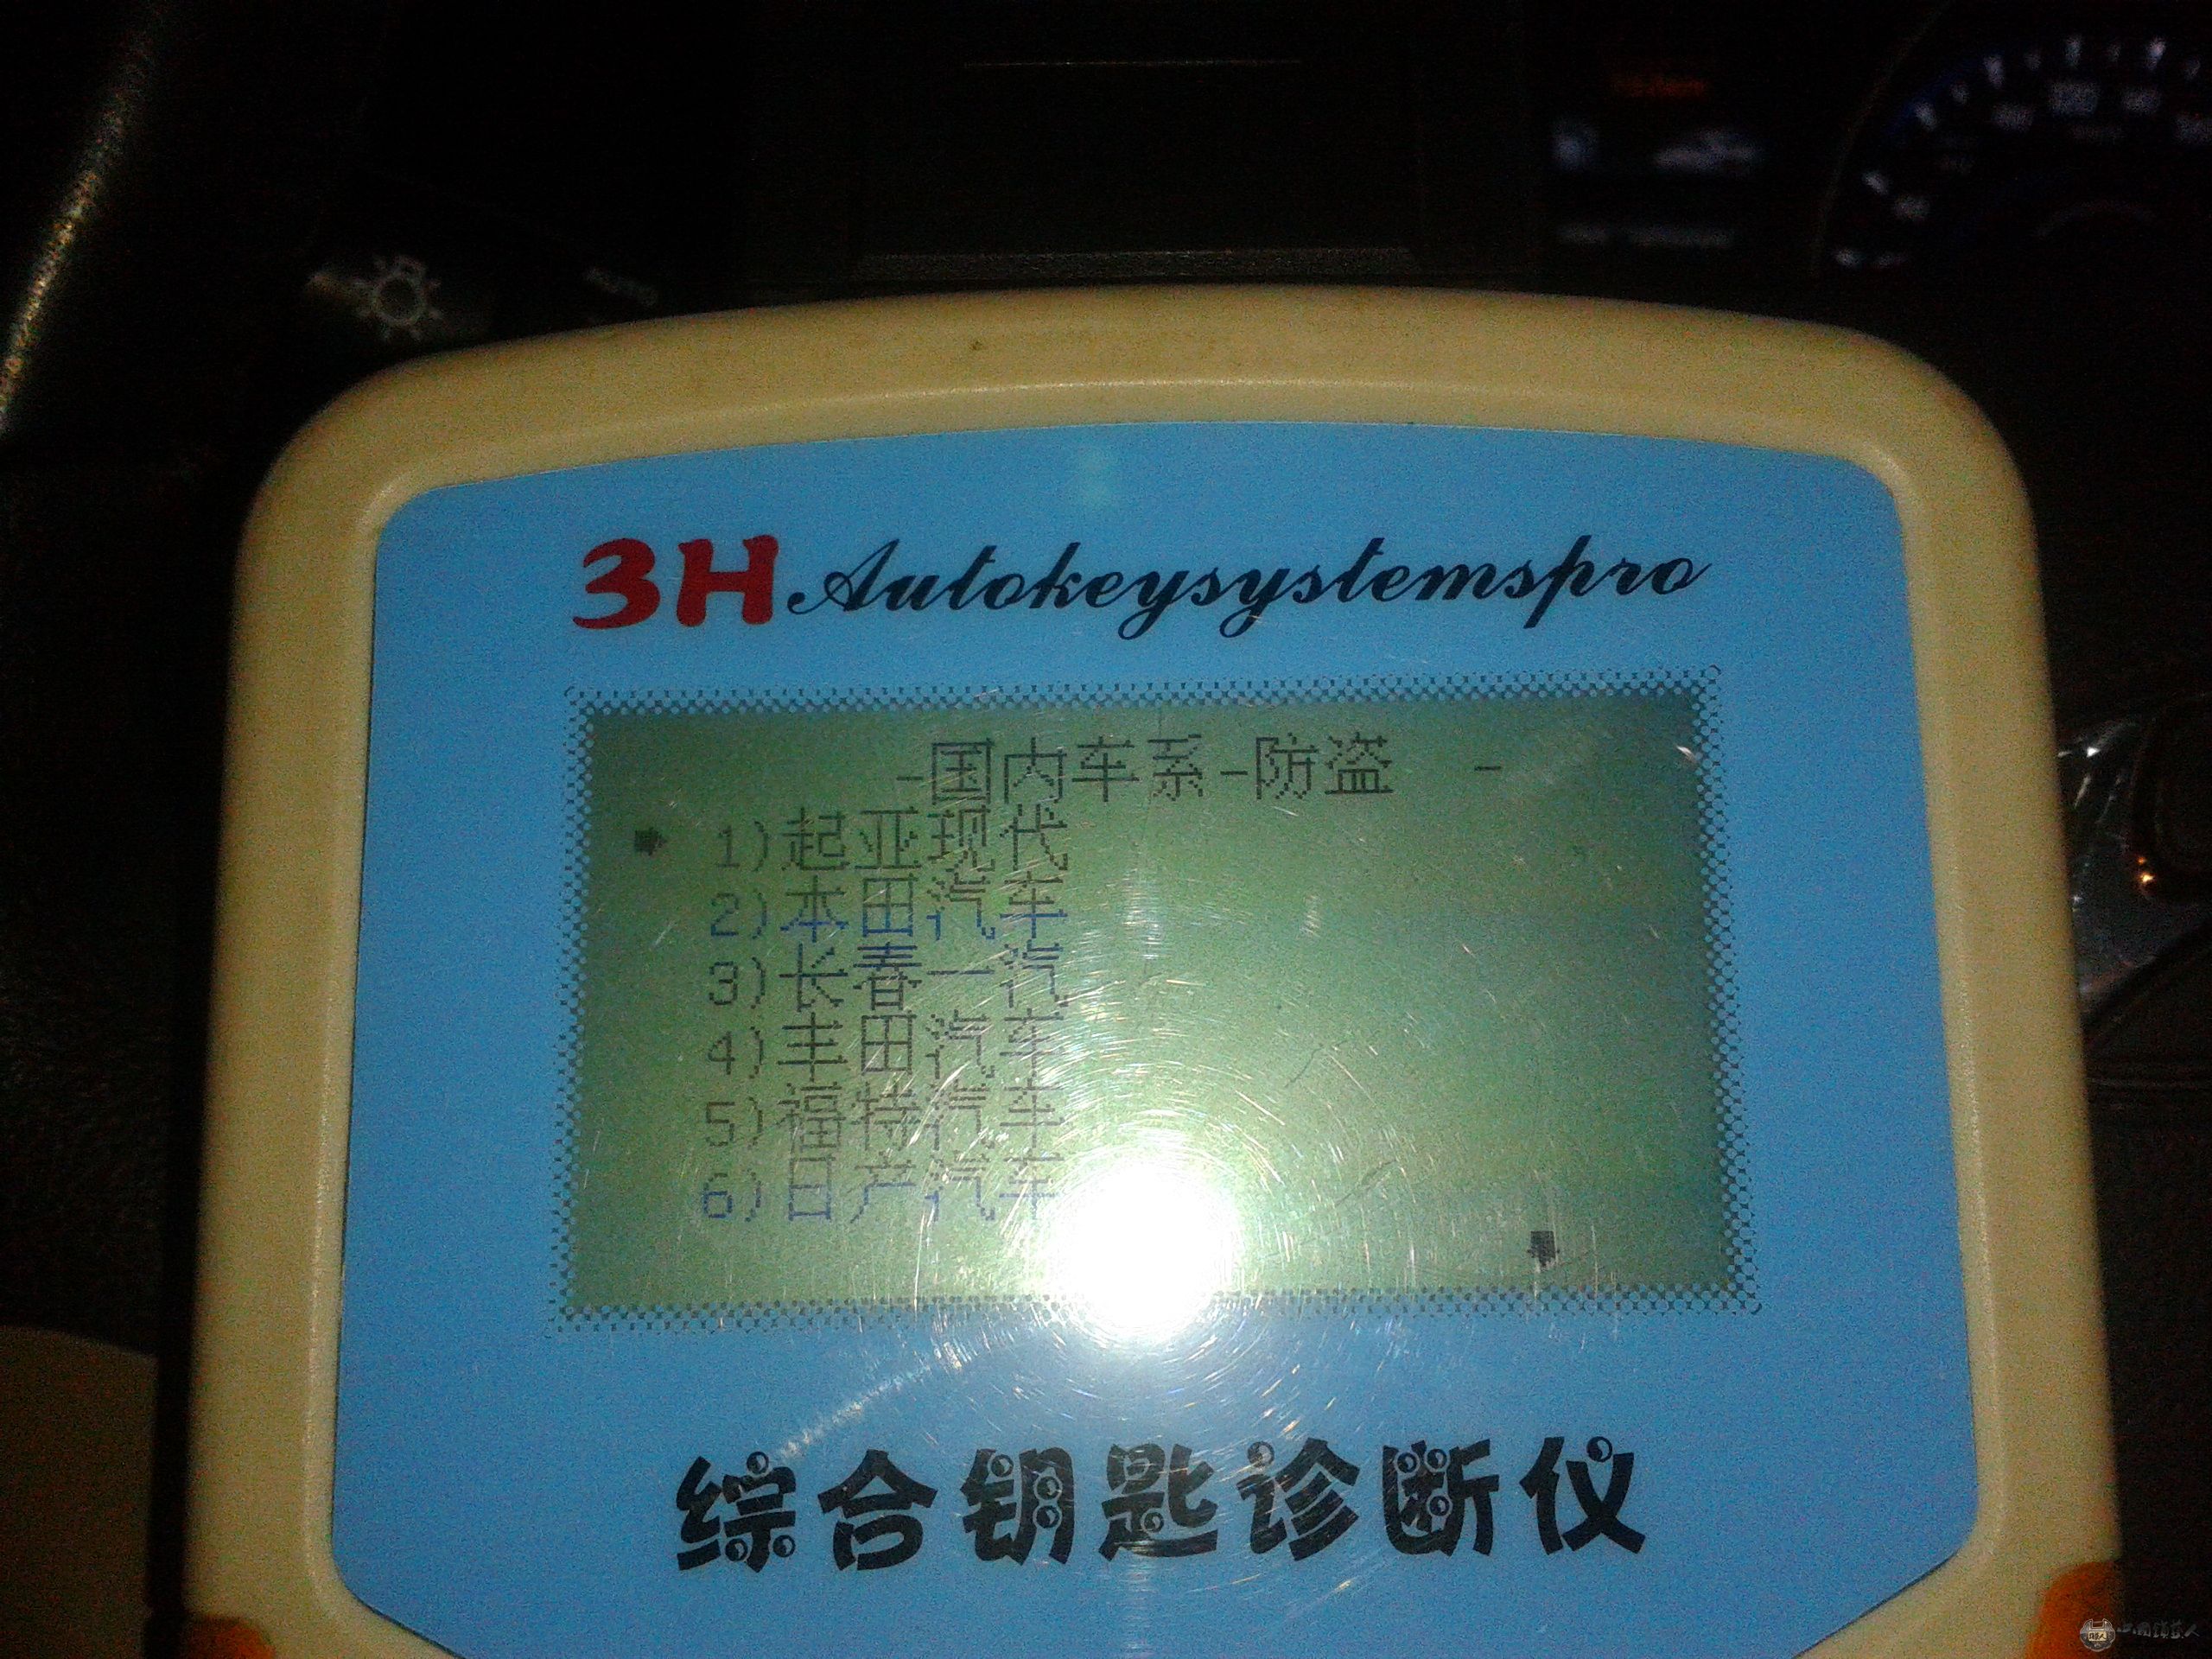 3H Autokeysystemspro
-国内车系-防盗 -
1)起亚现代
2)本田汽车
3)长春一汽
4)丰田汽车
5)福特汽车
6)日产汽车
综合钥匙诊断仪